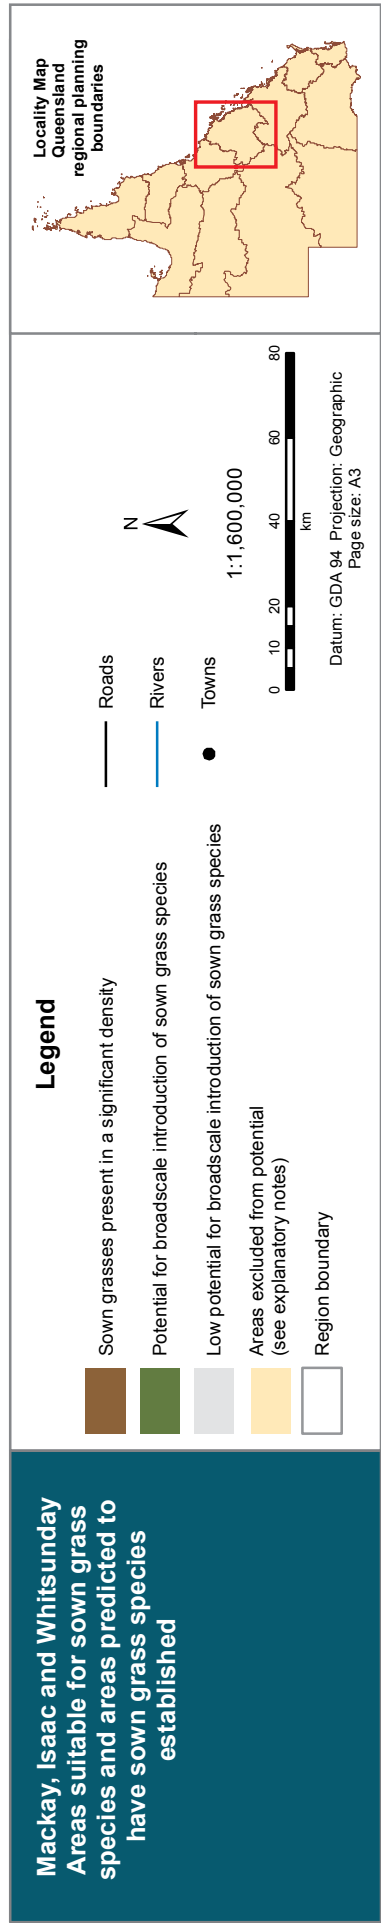 Mackay, Isaac and Whitsunday
Areas suitable for sown grass
species and areas predicted to
have sown grass species
established
Legend
Sown grasses present in a significant density
Potential for broadscale introduction of sown grass species
Low potential for broadscale introduction of sown grass species
Areas excluded from potential
(see explanatory notes)
Region boundary
Roads
Rivers
Towns
N
1:1,600,000
0 10 20 40 60 80
km
Datum: GDA 94 Projection: Geographic
Page size: A3
Locality Map
Queensland
regional planning
boundaries